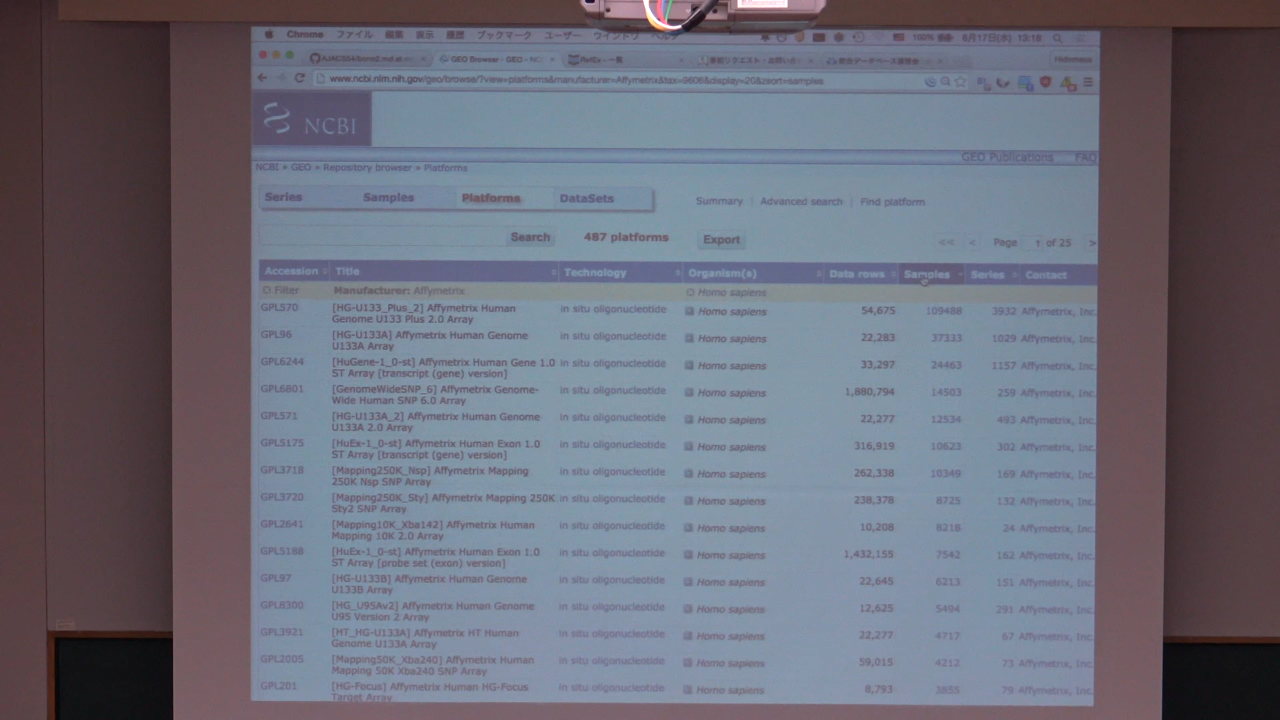 Chrome ファイル 編集 表示 履歴 ブックマーク ユーザー ウインドウ ヘルプ 100% 6月17日(水) 13:18
GEO Browser - GEO - NC
www.ncbi.nlm.nih.gov/geo/browse/?view=platforms&manufacturer=Affymetrix&tax=9606&display=20&zsort=samples
NCBI
GEO Publications FAQ
NCBI » GEO » Repository browser » Platforms
Series Samples Platforms DataSets Summary | Advanced search | Find platform
Search 487 platforms Export << < Page 1 of 25 >
Accession Title Technology Organism(s) Data rows Samples Series Contact
Filter Manufacturer: Affymetrix Homo sapiens
GPL570 [HG-U133_Plus_2] Affymetrix Human in situ oligonucleotide Homo sapiens 54,675 109488 3932 Affymetrix, Inc.
Genome U133 Plus 2.0 Array
GPL96 [HG-U133A] Affymetrix Human Genome in situ oligonucleotide Homo sapiens 22,283 37333 1029 Affymetrix, Inc.
U133A Array
GPL6244 [HuGene-1_0-st] Affymetrix Human Gene 1.0 in situ oligonucleotide Homo sapiens 33,297 24463 1157 Affymetrix, Inc.
ST Array [transcript (gene) version]
GPL6801 [GenomeWideSNP_6] Affymetrix Genome- in situ oligonucleotide Homo sapiens 1,880,794 14503 259 Affymetrix, Inc.
Wide Human SNP 6.0 Array
GPL571 [HG-U133A_2] Affymetrix Human Genome in situ oligonucleotide Homo sapiens 22,277 12534 493 Affymetrix, Inc.
U133A 2.0 Array
GPL5175 [HuEx-1_0-st] Affymetrix Human Exon 1.0 in situ oligonucleotide Homo sapiens 316,919 10623 302 Affymetrix, Inc.
ST Array [transcript (gene) version]
GPL3718 [Mapping250K_Nsp] Affymetrix Mapping in situ oligonucleotide Homo sapiens 262,338 10349 169 Affymetrix, Inc.
250K Nsp SNP Array
GPL3720 [Mapping250K_Sty] Affymetrix Mapping 250K in situ oligonucleotide Homo sapiens 238,378 8725 132 Affymetrix, Inc.
Sty2 SNP Array
GPL2641 [Mapping10K_Xba142] Affymetrix Human in situ oligonucleotide Homo sapiens 10,208 8218 24 Affymetrix, Inc.
Mapping 10K 2.0 Array
GPL5188 [HuEx-1_0-st] Affymetrix Human Exon 1.0 in situ oligonucleotide Homo sapiens 1,432,155 7542 162 Affymetrix, Inc.
ST Array [probe set (exon) version]
GPL97 [HG-U133B] Affymetrix Human Genome in situ oligonucleotide Homo sapiens 22,645 6213 151 Affymetrix, Inc.
U133B Array
GPL8300 [HG_U95Av2] Affymetrix Human Genome in situ oligonucleotide Homo sapiens 12,625 5494 291 Affymetrix, Inc.
U95 Version 2 Array
GPL3921 [HT_HG-U133A] Affymetrix HT Human in situ oligonucleotide Homo sapiens 22,277 4717 67 Affymetrix, Inc.
Genome U133A Array
GPL2005 [Mapping50K_Xba240] Affymetrix Human in situ oligonucleotide Homo sapiens 59,015 4212 73 Affymetrix, Inc.
Mapping 50K Xba240 SNP Array
GPL201 [HG-Focus] Affymetrix Human HG-Focus in situ oligonucleotide Homo sapiens 8,793 79 Affymetrix, Inc.
Target Array